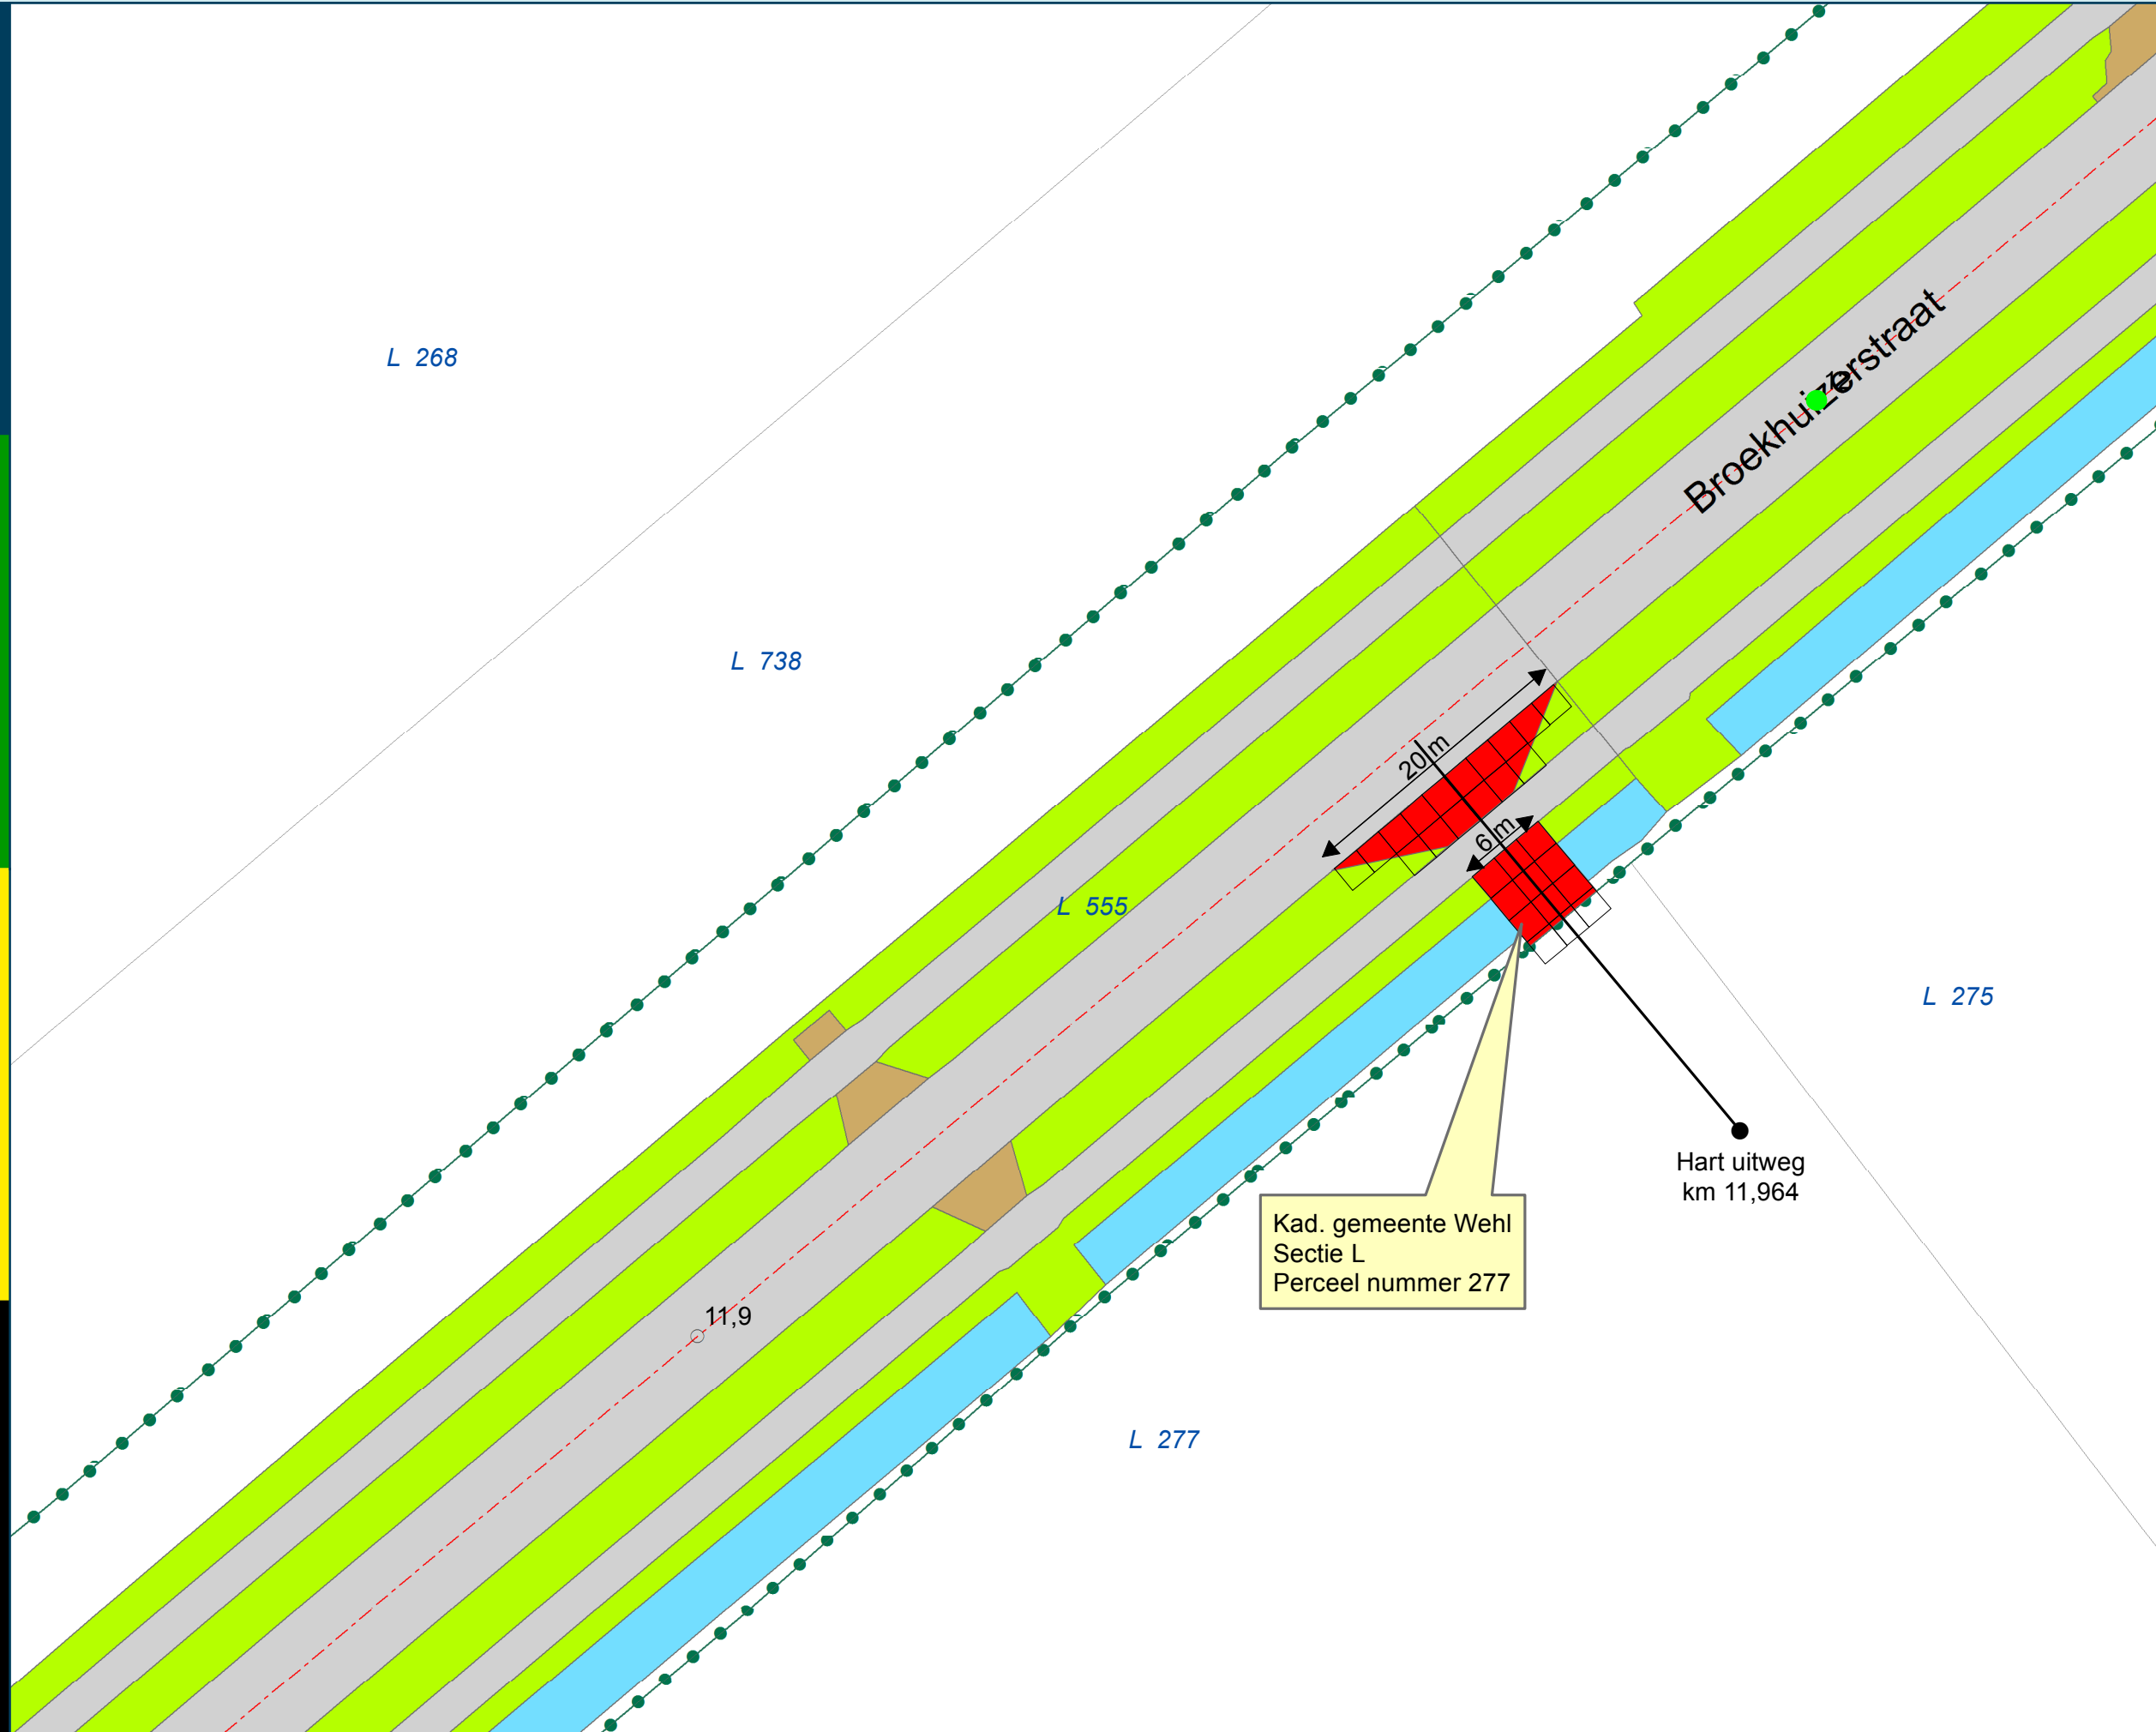 L 268
Broekhuizerstraat
L 738
20 m
6 m
L 555
L 275
Hart uitweg
km 11,964
Kad. gemeente Wehl
Sectie L
Perceel nummer 277
11,9
L 277